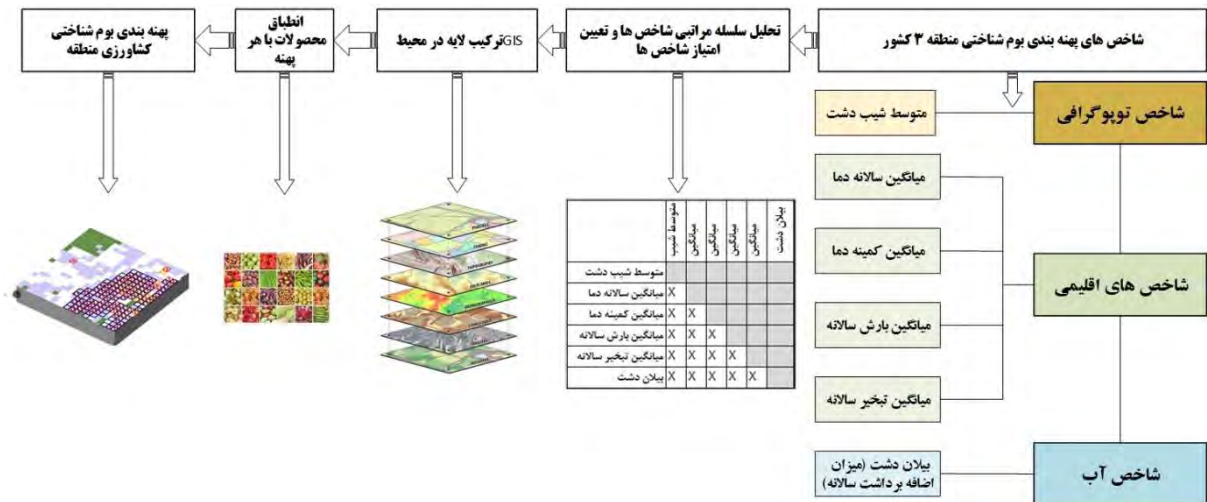 شاخص های پهنه بندی بوم شناختی منطقه ۳ کشور
تحلیل سلسله مراتبی شاخص ها و تعیین
امتیاز شاخص ها
ترکیب لایه در محیط GIS
انطباق
محصولات با هر
پهنه
پهنه بندی بوم شناختی
کشاورزی منطقه
شاخص توپوگرافی
متوسط شیب دشت
شاخص های اقلیمی
میانگین سالانه دما
میانگین کمینه دما
میانگین بارش سالانه
میانگین تبخیر سالانه
شاخص آب
بیلان دشت (میزان
اضافه برداشت سالانه)
متوسط شیب
میانگین
میانگین
میانگین
میانگین
بیلان دشت
متوسط شیب دشت
میانگین سالانه دما X
میانگین کمینه دما X X
میانگین بارش سالانه X X X
میانگین تبخیر سالانه X X X X
بیلان دشت X X X X X